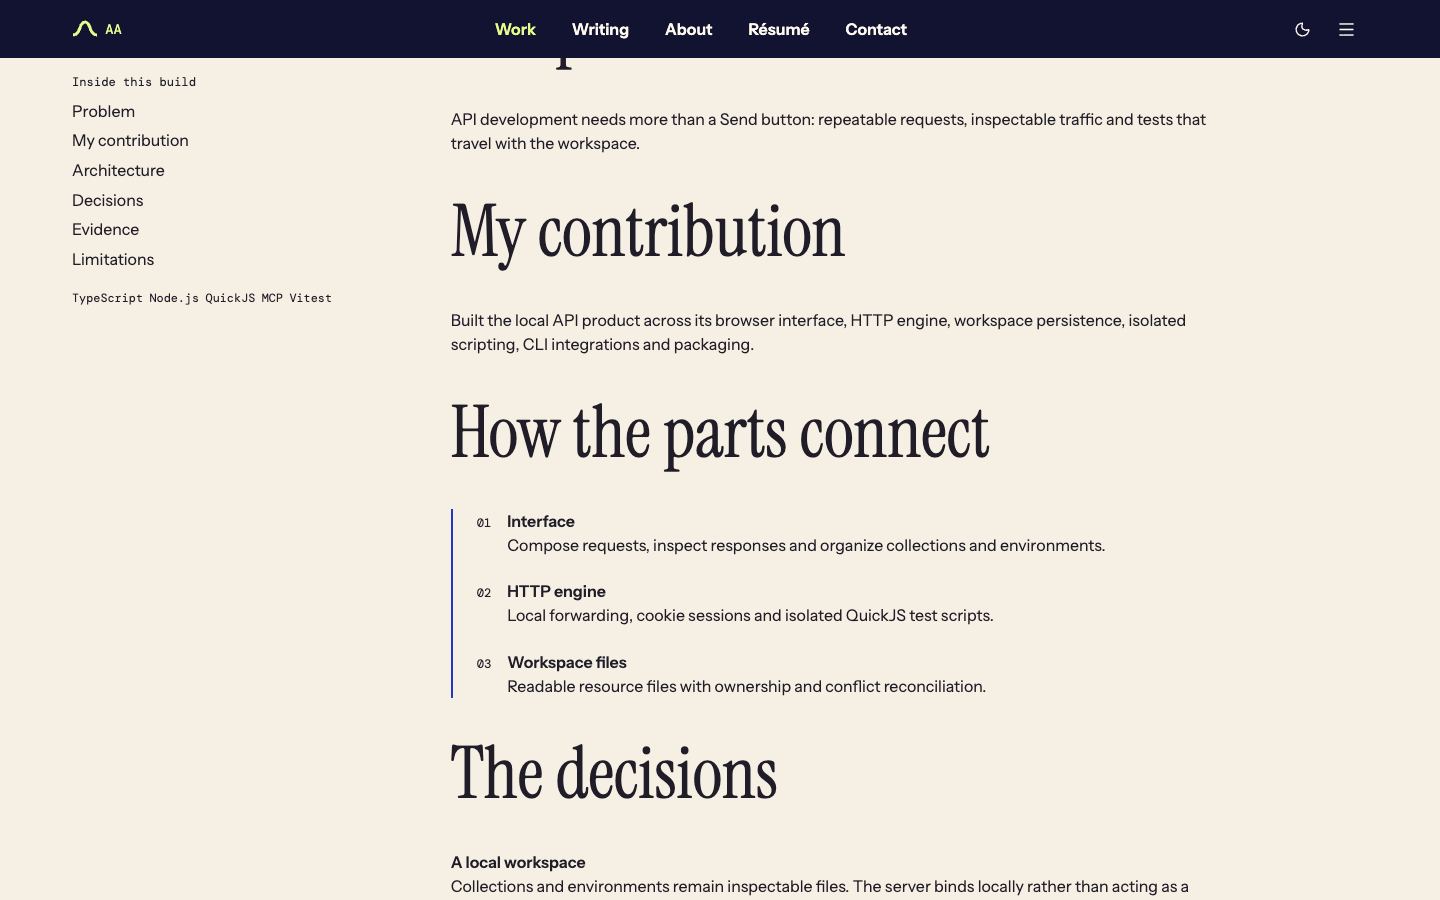 AA
Work
Writing
About
Résumé
Contact
Inside this build
Problem
My contribution
Architecture
Decisions
Evidence
Limitations
TypeScript Node.js QuickJS MCP Vitest
API development needs more than a Send button: repeatable requests, inspectable traffic and tests that
travel with the workspace.
My contribution
Built the local API product across its browser interface, HTTP engine, workspace persistence, isolated
scripting, CLI integrations and packaging.
How the parts connect
01 Interface
Compose requests, inspect responses and organize collections and environments.
02 HTTP engine
Local forwarding, cookie sessions and isolated QuickJS test scripts.
03 Workspace files
Readable resource files with ownership and conflict reconciliation.
The decisions
A local workspace
Collections and environments remain inspectable files. The server binds locally rather than acting as a